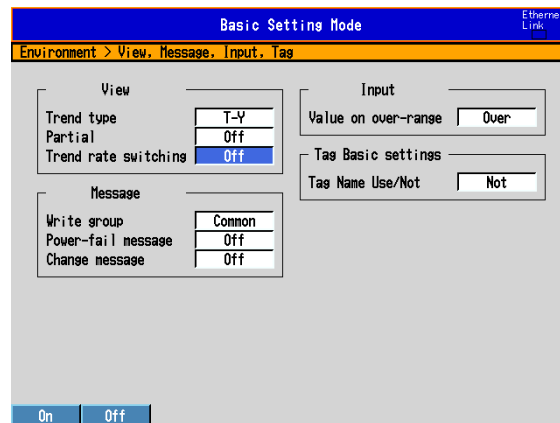 Basic Setting Mode
Etherne
Link
Environment > View, Message, Input, Tag
View
Trend type T-Y
Partial Off
Trend rate switching Off
Message
Write group Common
Power-fail message Off
Change message Off
Input
Value on over-range Over
Tag Basic settings
Tag Name Use/Not Not
On Off